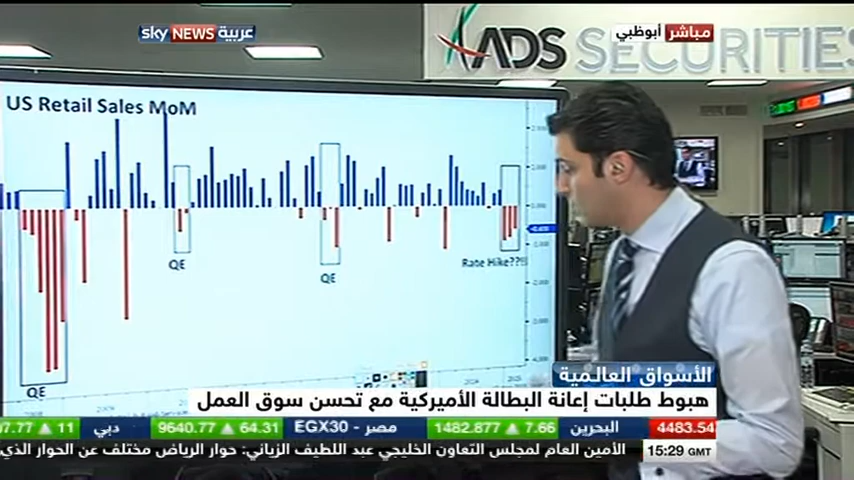 sky NEWS عربية
مباشر أبوظبي
ADS SECURITIES
US Retail Sales MoM
QE
QE
Rate Hike??!!
QE
الأسواق العالمية
هبوط طلبات إعانة البطالة الأميركية مع تحسن سوق العمل
4483.54 البحرين 1482.877 ▲ 7.66 مصر - EGX30 9640.77 ▲ 64.31 دبي 7.77 ▲ 11
15:29 GMT
الأمين العام لمجلس التعاون الخليجي عبد اللطيف الزياني: حوار الرياض مختلف عن الحوار الذي